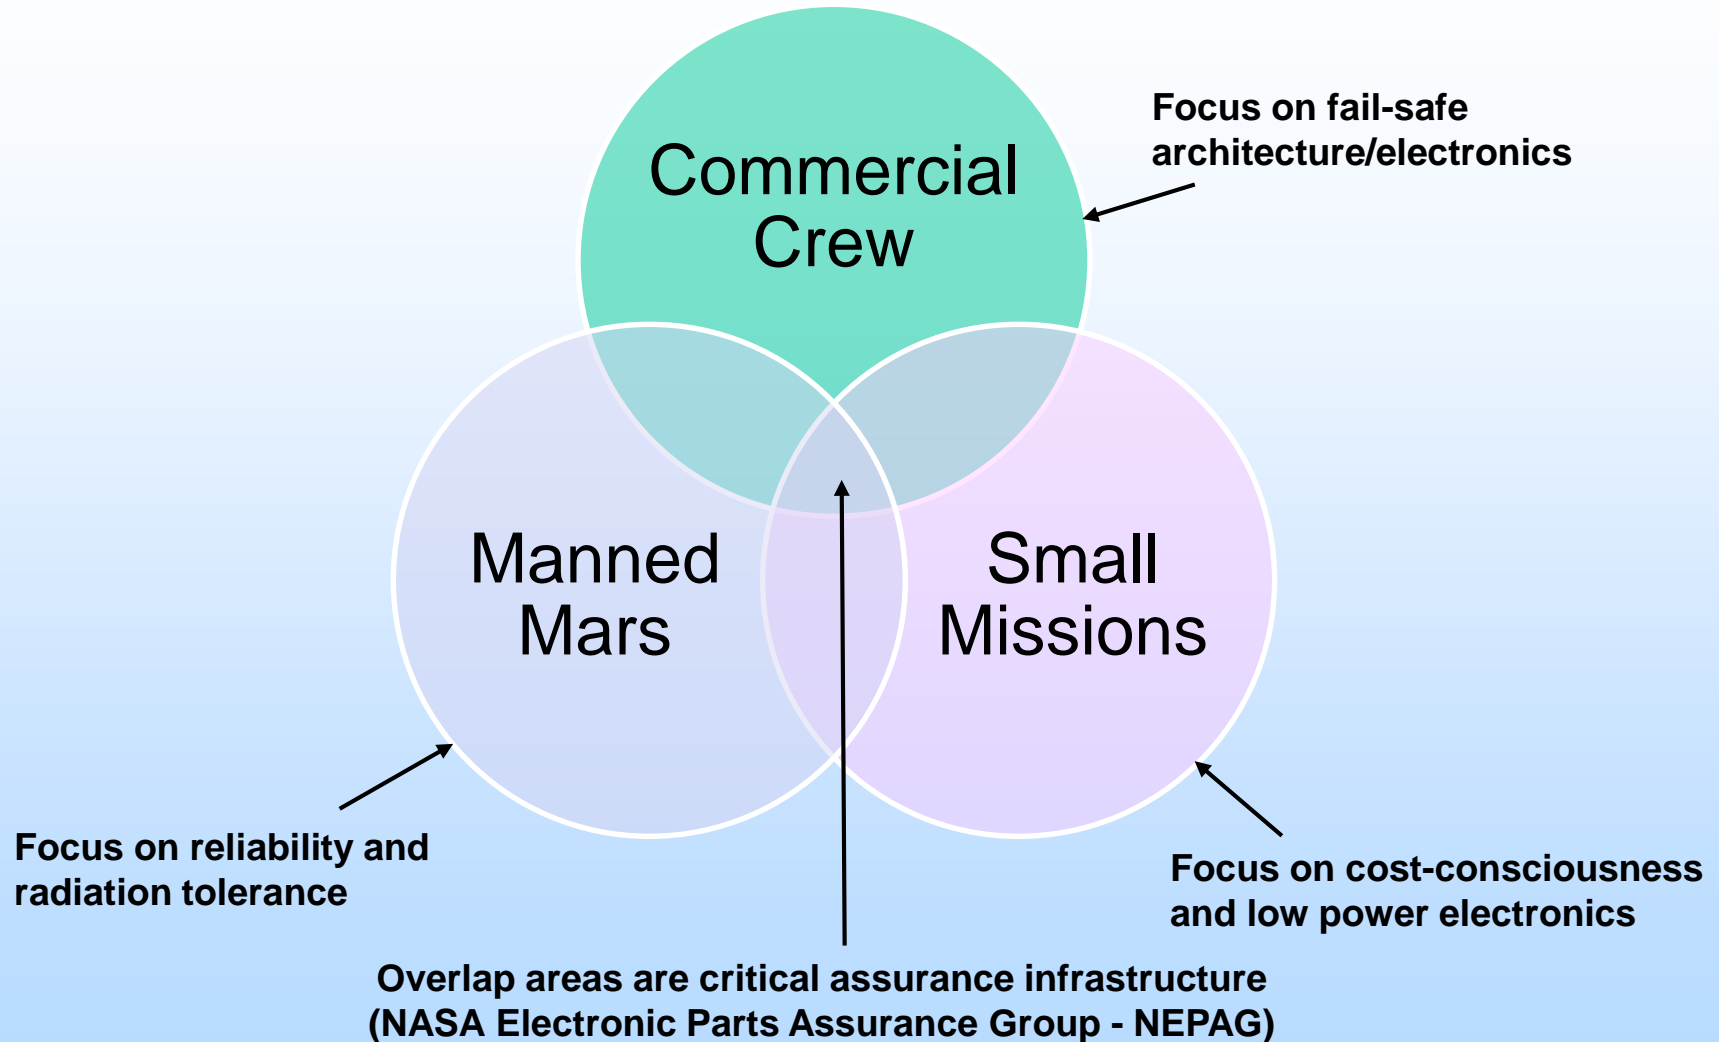 Commercial
Crew
Focus on fail-safe
architecture/electronics
Manned
Mars
Small
Missions
Focus on reliability and
radiation tolerance
Focus on cost-consciousness
and low power electronics
Overlap areas are critical assurance infrastructure
(NASA Electronic Parts Assurance Group - NEPAG)